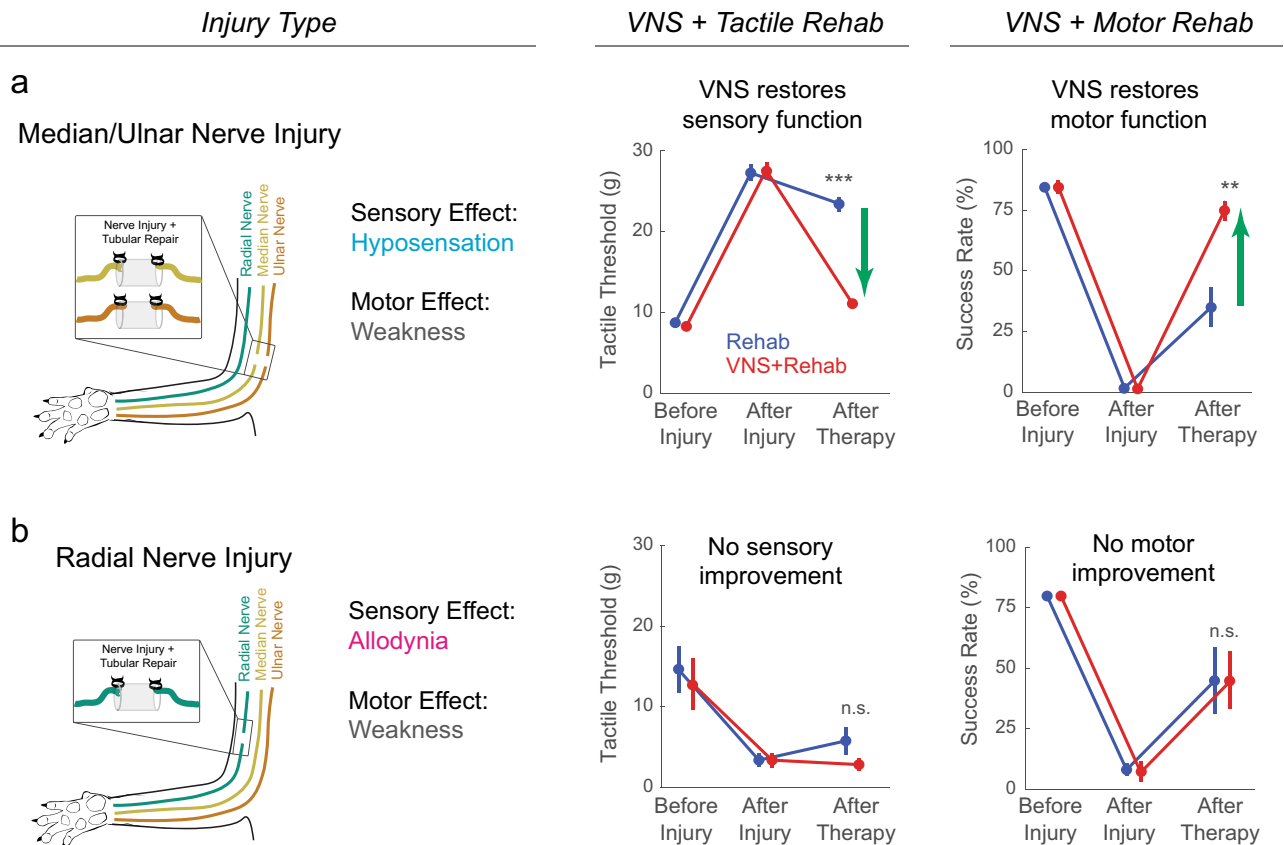 Injury Type
VNS + Tactile Rehab
VNS + Motor Rehab
a
Median/Ulnar Nerve Injury
Nerve Injury +
Tubular Repair
Radial Nerve
Median Nerve
Ulnar Nerve
Sensory Effect:
Hyposensation
Motor Effect:
Weakness
VNS restores
sensory function
Tactile Threshold (g)
30
20
10
0
***
Rehab
VNS+Rehab
Before
Injury
After
Injury
After
Therapy
VNS restores
motor function
Success Rate (%)
100
75
50
25
0
**
Before
Injury
After
Injury
After
Therapy
b
Radial Nerve Injury
Nerve Injury +
Tubular Repair
Radial Nerve
Median Nerve
Ulnar Nerve
Sensory Effect:
Allodynia
Motor Effect:
Weakness
No sensory
improvement
Tactile Threshold (g)
30
20
10
0
n.s.
Before
Injury
After
Injury
After
Therapy
No motor
improvement
Success Rate (%)
100
75
50
25
0
n.s.
Before
Injury
After
Injury
After
Therapy